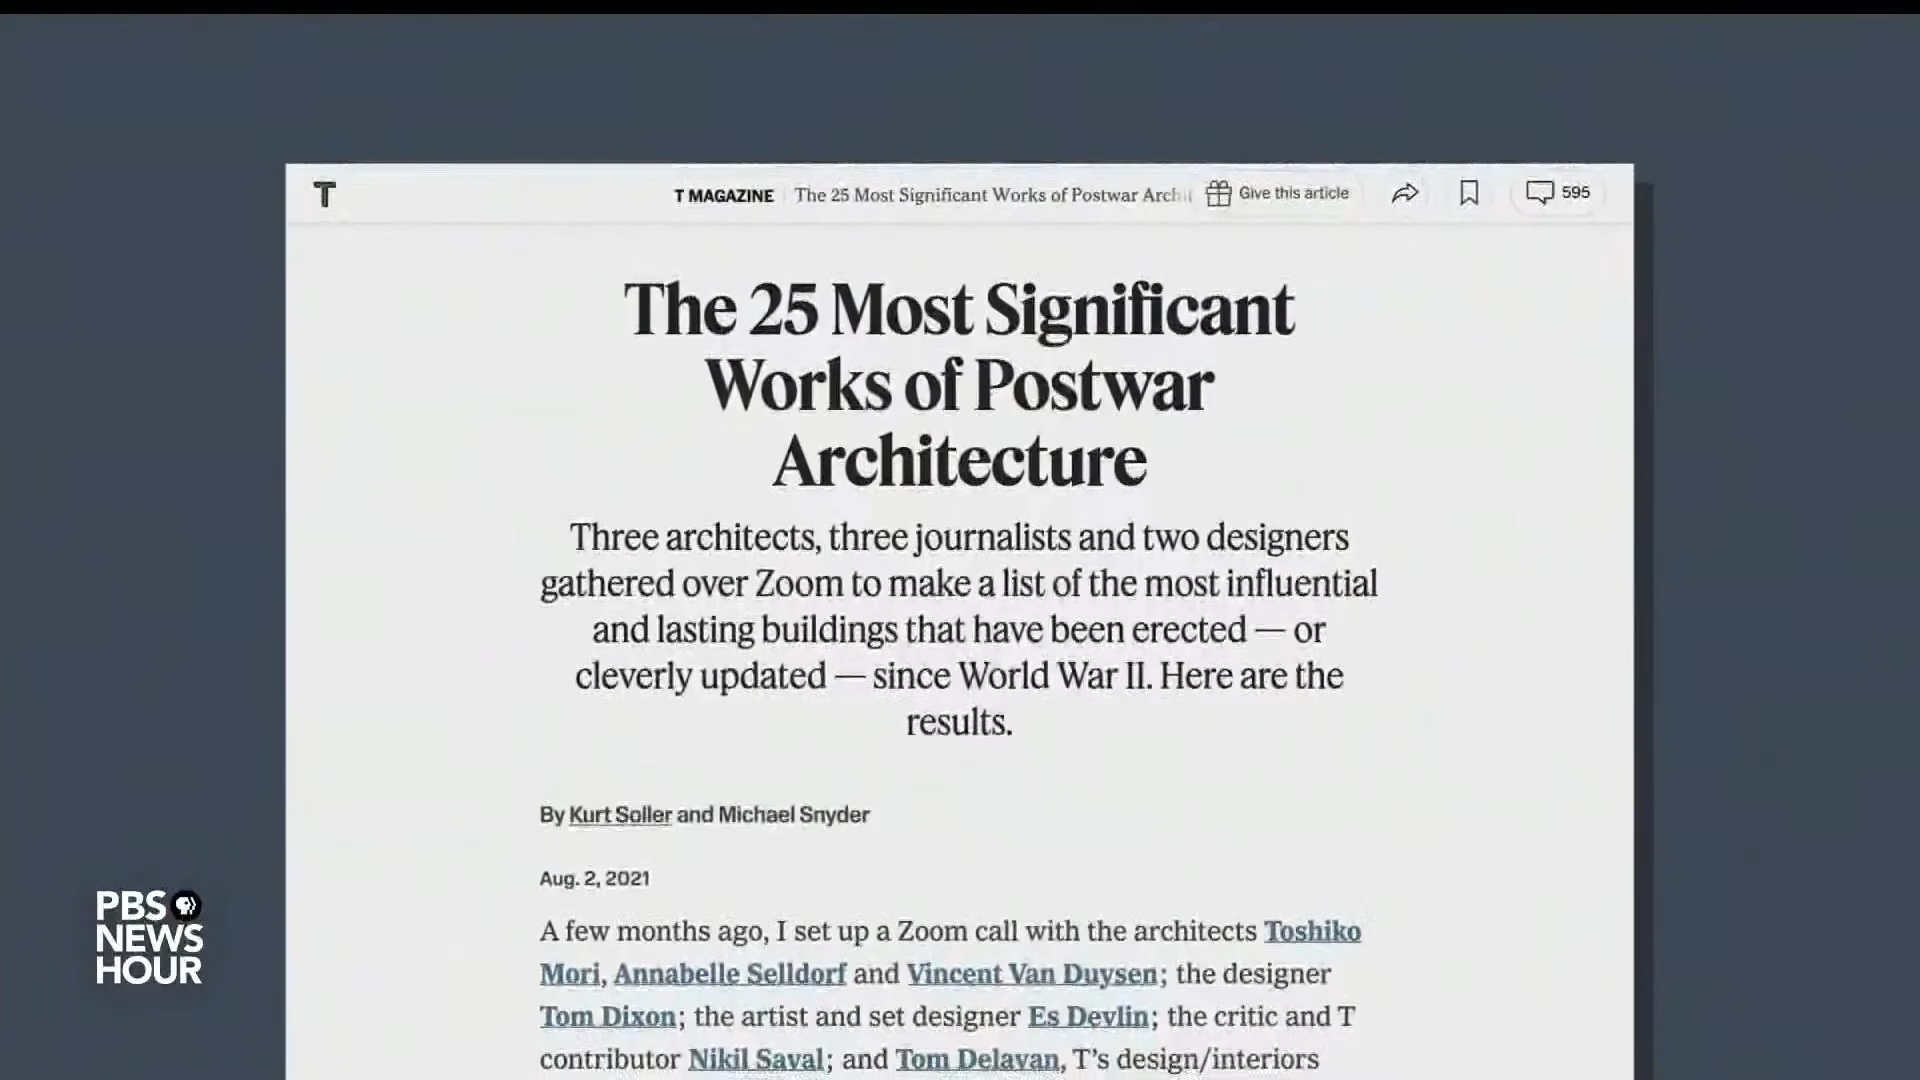 T
T MAGAZINE The 25 Most Significant Works of Postwar Archi
Give this article
595
The 25 Most Significant
Works of Postwar
Architecture
Three architects, three journalists and two designers
gathered over Zoom to make a list of the most influential
and lasting buildings that have been erected — or
cleverly updated — since World War II. Here are the
results.
By Kurt Soller and Michael Snyder
Aug. 2, 2021
A few months ago, I set up a Zoom call with the architects Toshiko
Mori, Annabelle Selldorf and Vincent Van Duysen; the designer
Tom Dixon; the artist and set designer Es Devlin; the critic and T
contributor Nikil Saval; and Tom Delavan, T’s design/interiors
PBS
NEWS
HOUR